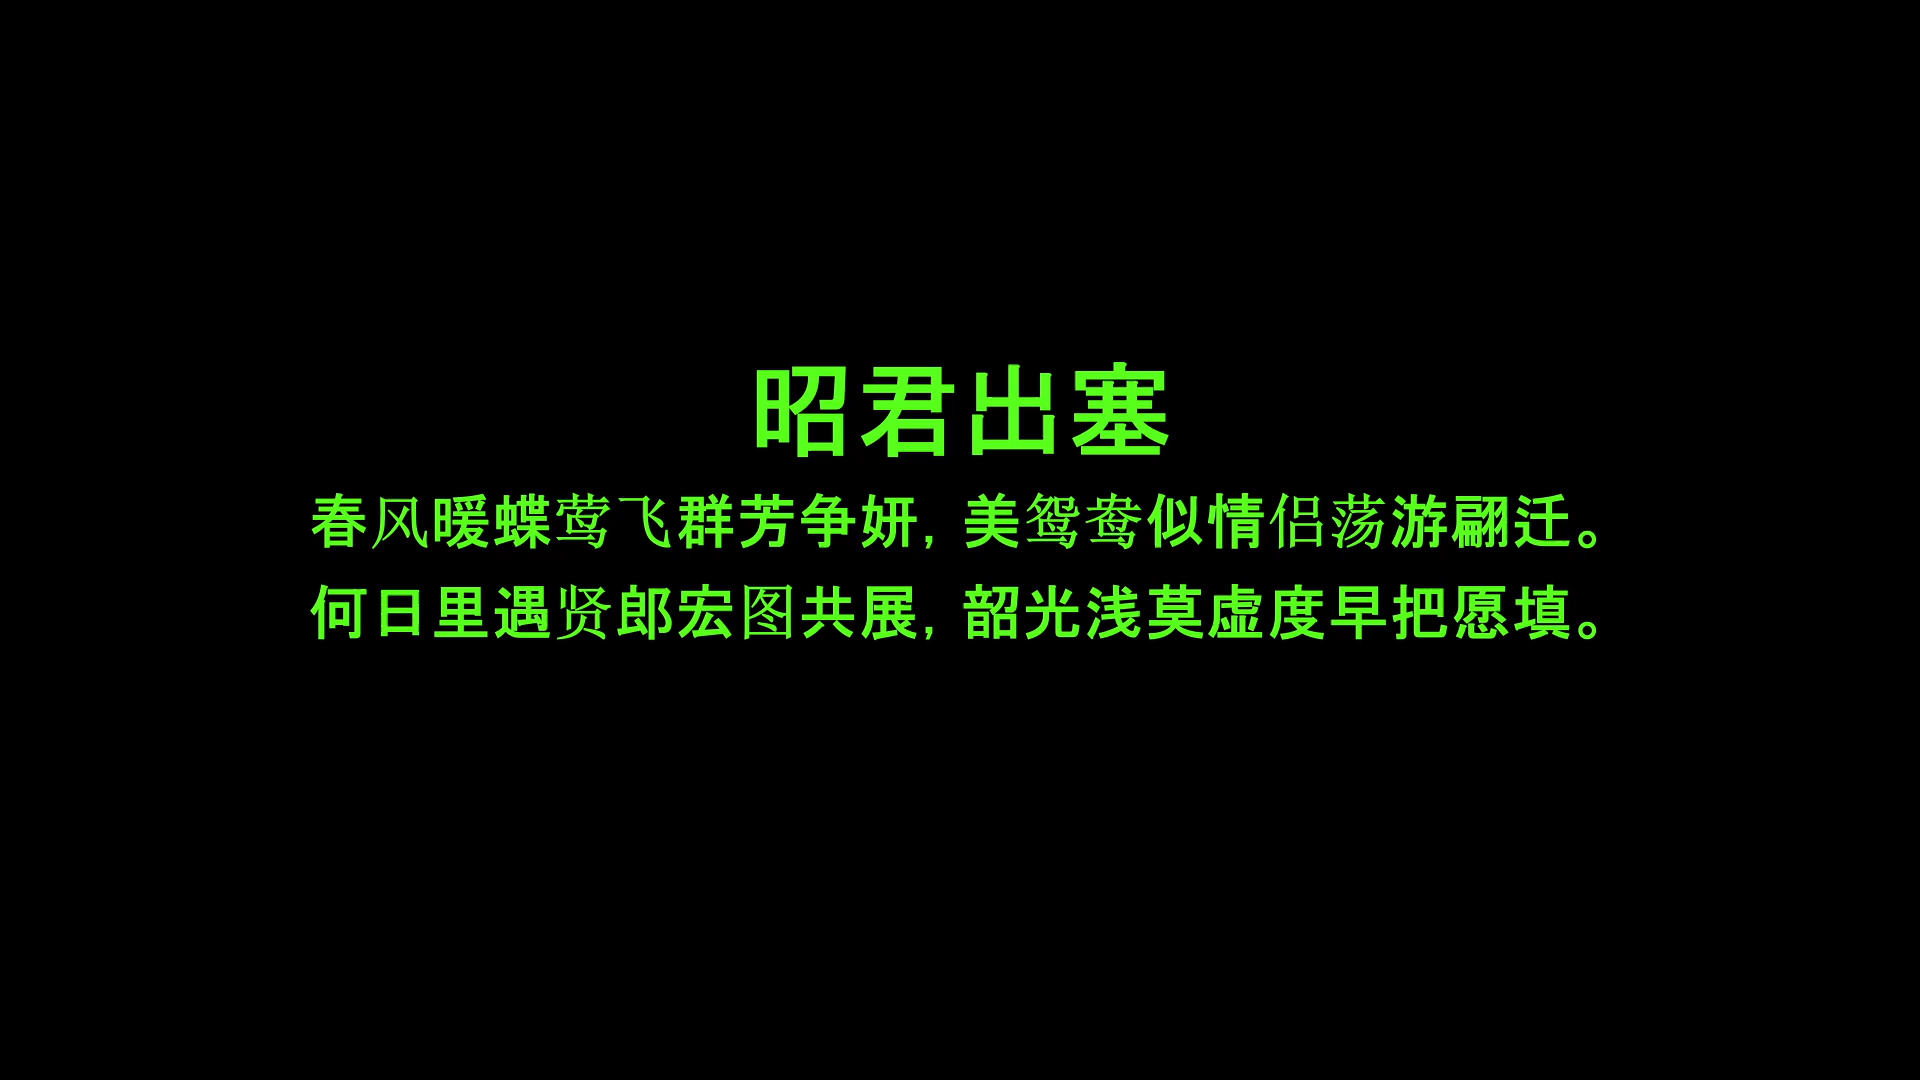 昭君出塞
春风暖蝶莺飞群芳争妍，美鸳鸯似情侣荡游翩迁。
何日里遇贤郎宏图共展，韶光浅莫虚度早把愿填。